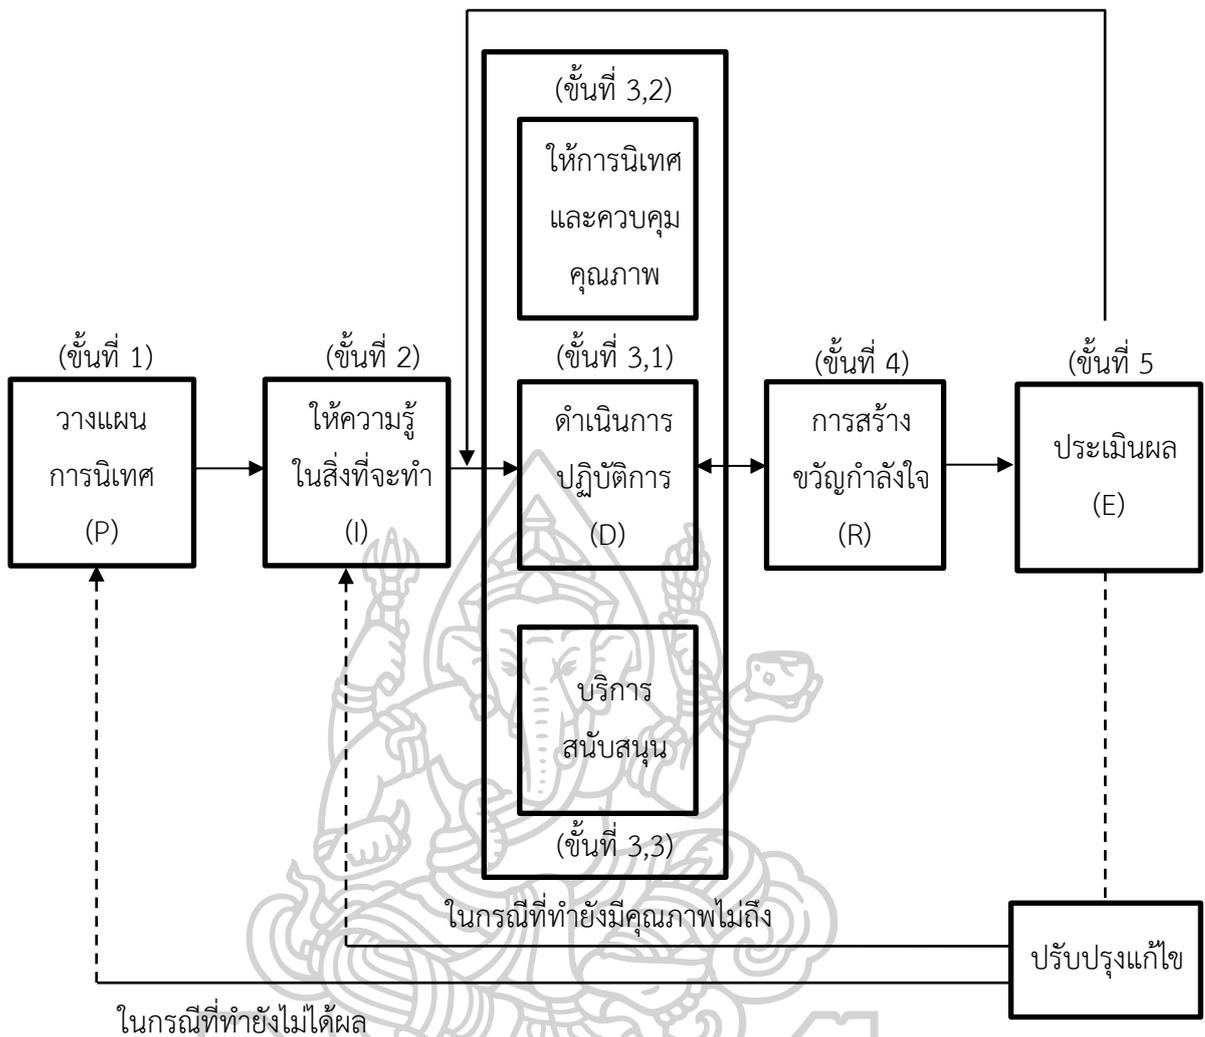 (ขั้นที่ 3,2)
ให้การนิเทศ
และควบคุม
คุณภาพ
(ขั้นที่ 1)
วางแผน
การนิเทศ
(P)
(ขั้นที่ 2)
ให้ความรู้
ในสิ่งที่จะทำ
(I)
(ขั้นที่ 3,1)
ดำเนินการ
ปฏิบัติการ
(D)
(ขั้นที่ 4)
การสร้าง
ขวัญกำลังใจ
(R)
(ขั้นที่ 5
ประเมินผล
(E)
บริการ
สนับสนุน
(ขั้นที่ 3,3)
ในกรณีที่ทำยังมีคุณภาพไม่ถึง
ปรับปรุงแก้ไข
ในกรณีที่ทำยังไม่ได้ผล